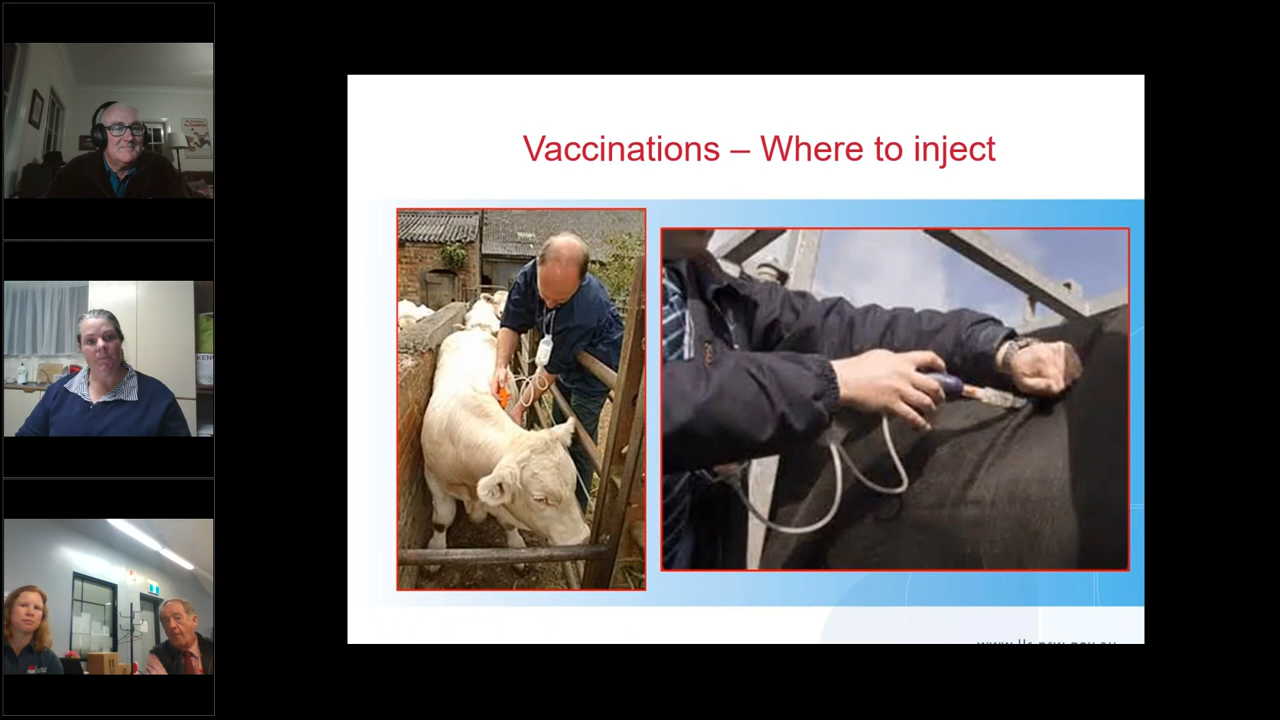 Vaccinations – Where to inject